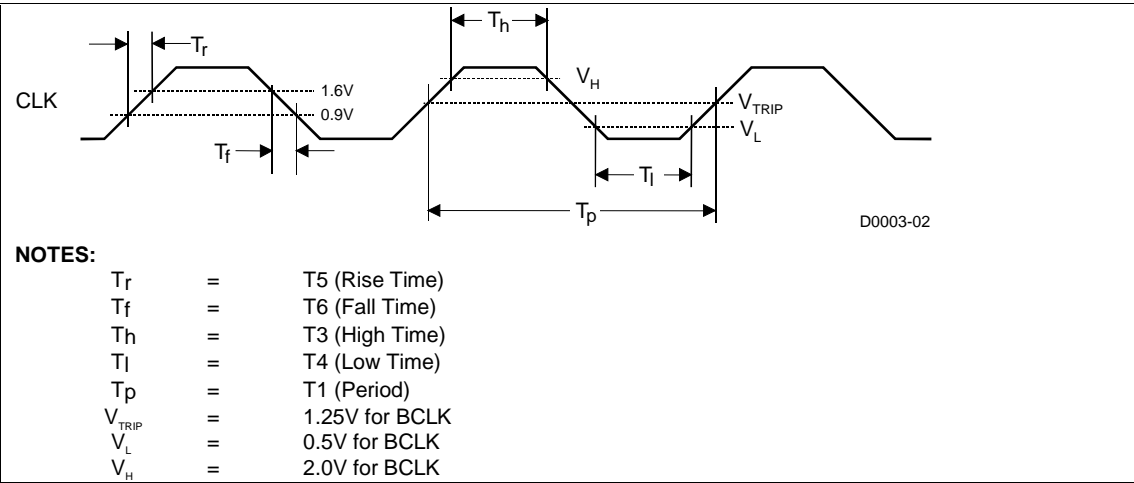 Th
Tr
VH
CLK
1.6V
VTRIP
0.9V
VL
Tf
Tl
Tp
D0003-02
NOTES:
Tr = T5 (Rise Time)
Tf = T6 (Fall Time)
Th = T3 (High Time)
Tl = T4 (Low Time)
Tp = T1 (Period)
VTRIP = 1.25V for BCLK
VL = 0.5V for BCLK
VH = 2.0V for BCLK